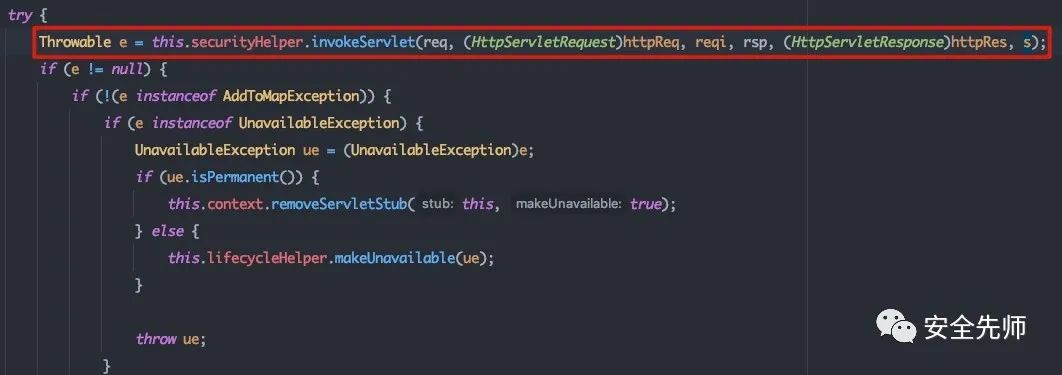 try {
Throwable e = this.securityHelper.invokeServlet(req, (HttpServletRequest)httpReq, reqi, rsp, (HttpServletResponse)httpRes, s);
if (e != null) {
if (!(e instanceof AddToMapException)) {
if (e instanceof UnavailableException) {
UnavailableException ue = (UnavailableException)e;
if (ue.isPermanent()) {
this.context.removeServletStub( stub: this, makeUnavailable: true);
} else {
this.lifecycleHelper.makeUnavailable(ue);
}
throw ue;
}
安全先师